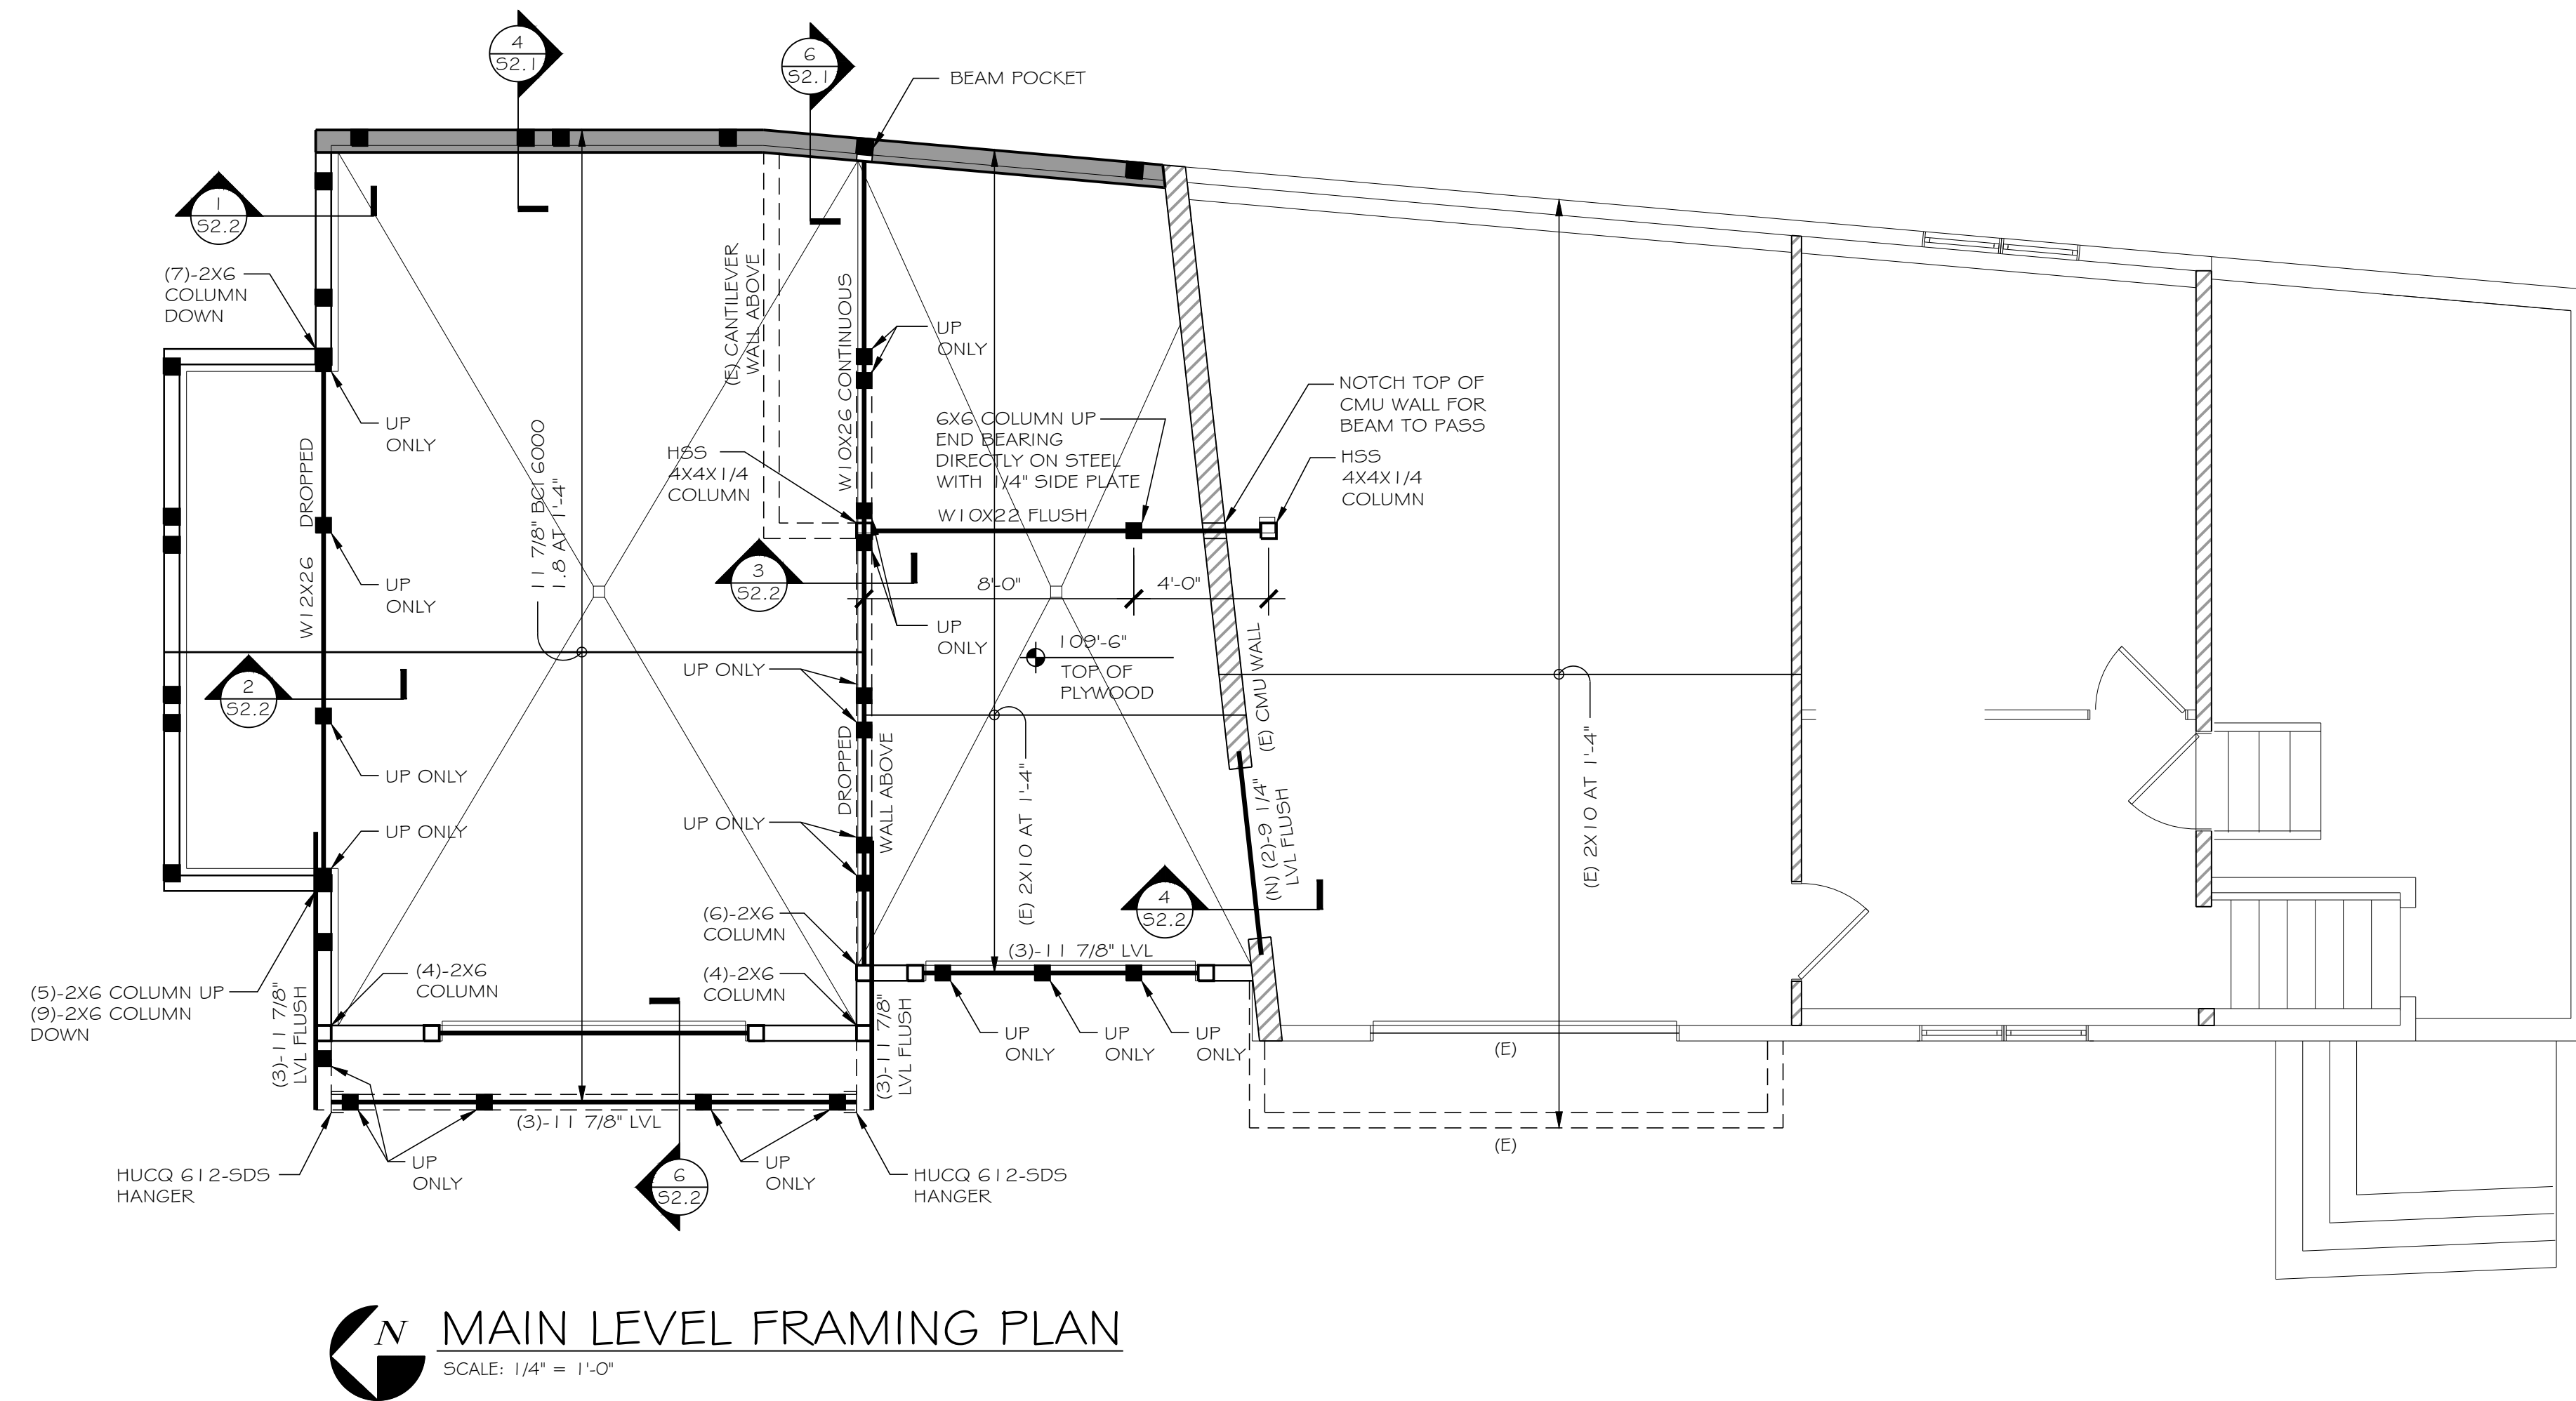 4
S2.1
6
S2.1
BEAM POCKET
1
S2.2
(7)-2X6
COLUMN
DOWN
(E) CANTILEVER
WALL ABOVE
W10X26 CONTINUOUS
UP
ONLY
NOTCH TOP OF
CMU WALL FOR
BEAM TO PASS
6X6 COLUMN UP
END BEARING
DIRECTLY ON STEEL
WITH 1/4" SIDE PLATE
UP
ONLY
DROPPED
11 7/8" BCI 6000
1.8 AT 1'-4"
HSS
4X4X1/4
COLUMN
HSS
4X4X1/4
COLUMN
W10X22 FLUSH
W12X26
UP
ONLY
3
S2.2
8'-0"
4'-0"
UP
ONLY
109'-6"
TOP OF
PLYWOOD
(E) CMU WALL
UP ONLY
2
S2.2
UP ONLY
DROPPED
WALL ABOVE
(E) 2X10 AT 1'-4"
(E) 2X10 AT 1'-4"
(N) (2)-9 1/4"
LVL FLUSH
UP ONLY
UP ONLY
4
S2.2
(6)-2X6
COLUMN
(3)-11 7/8" LVL
(4)-2X6
COLUMN
(4)-2X6
COLUMN
(5)-2X6 COLUMN UP
(9)-2X6 COLUMN
DOWN
(3)-11 7/8"
LVL FLUSH
(3)-11 7/8"
LVL FLUSH
UP
ONLY
UP
ONLY
UP
ONLY
(E)
(3)-11 7/8" LVL
(E)
HUCQ 612-SDS
HANGER
UP
ONLY
6
S2.2
UP
ONLY
HUCQ 612-SDS
HANGER
N
MAIN LEVEL FRAMING PLAN
SCALE: 1/4" = 1'-0"